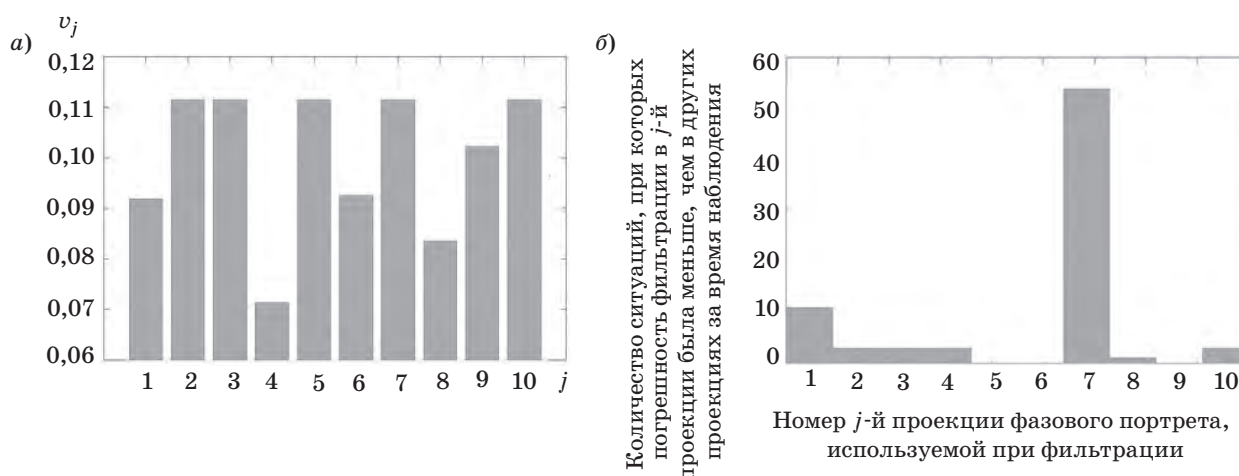 а)
v_j
0,12
0,11
0,10
0,09
0,08
0,07
0,06
1 2 3 4 5 6 7 8 9 10 j
б)
Количество ситуаций, при которых
погрешность фильтрации в j-й
проекции была меньше, чем в других
проекциях за время наблюдения
60
50
40
30
20
10
0
1 2 3 4 5 6 7 8 9 10
Номер j-й проекции фазового портрета,
используемой при фильтрации